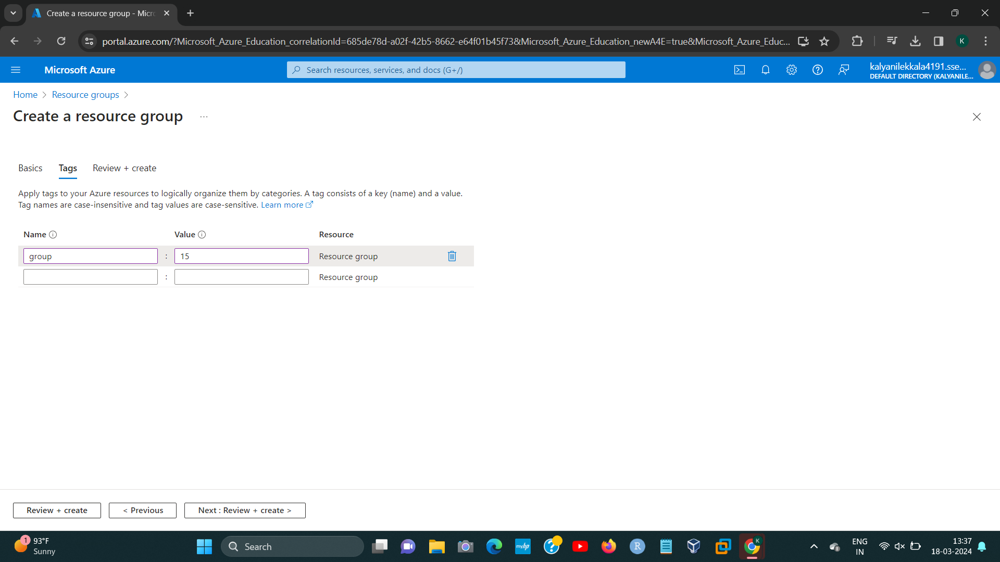 Create a resource group - Micro
portal.azure.com/?Microsoft_Azure_Education_correlationId=685de78d-a02f-42b5-8662-e64f01b45f73&Microsoft_Azure_Education_newA4E=true&Microsoft_Azure_Educ...
K
Microsoft Azure
Search resources, services, and docs (G+/)
kalyanilekkala4191.sse...
DEFAULT DIRECTORY (KALYANILE...
Home > Resource groups >
Create a resource group ...
Basics Tags Review + create
Apply tags to your Azure resources to logically organize them by categories. A tag consists of a key (name) and a value.
Tag names are case-insensitive and tag values are case-sensitive. Learn more
Name Value Resource
group : 15 Resource group
: Resource group
Review + create < Previous Next : Review + create >
1 93°F
Sunny
Search
myhp
R
K
ENG
IN
13:37
18-03-2024